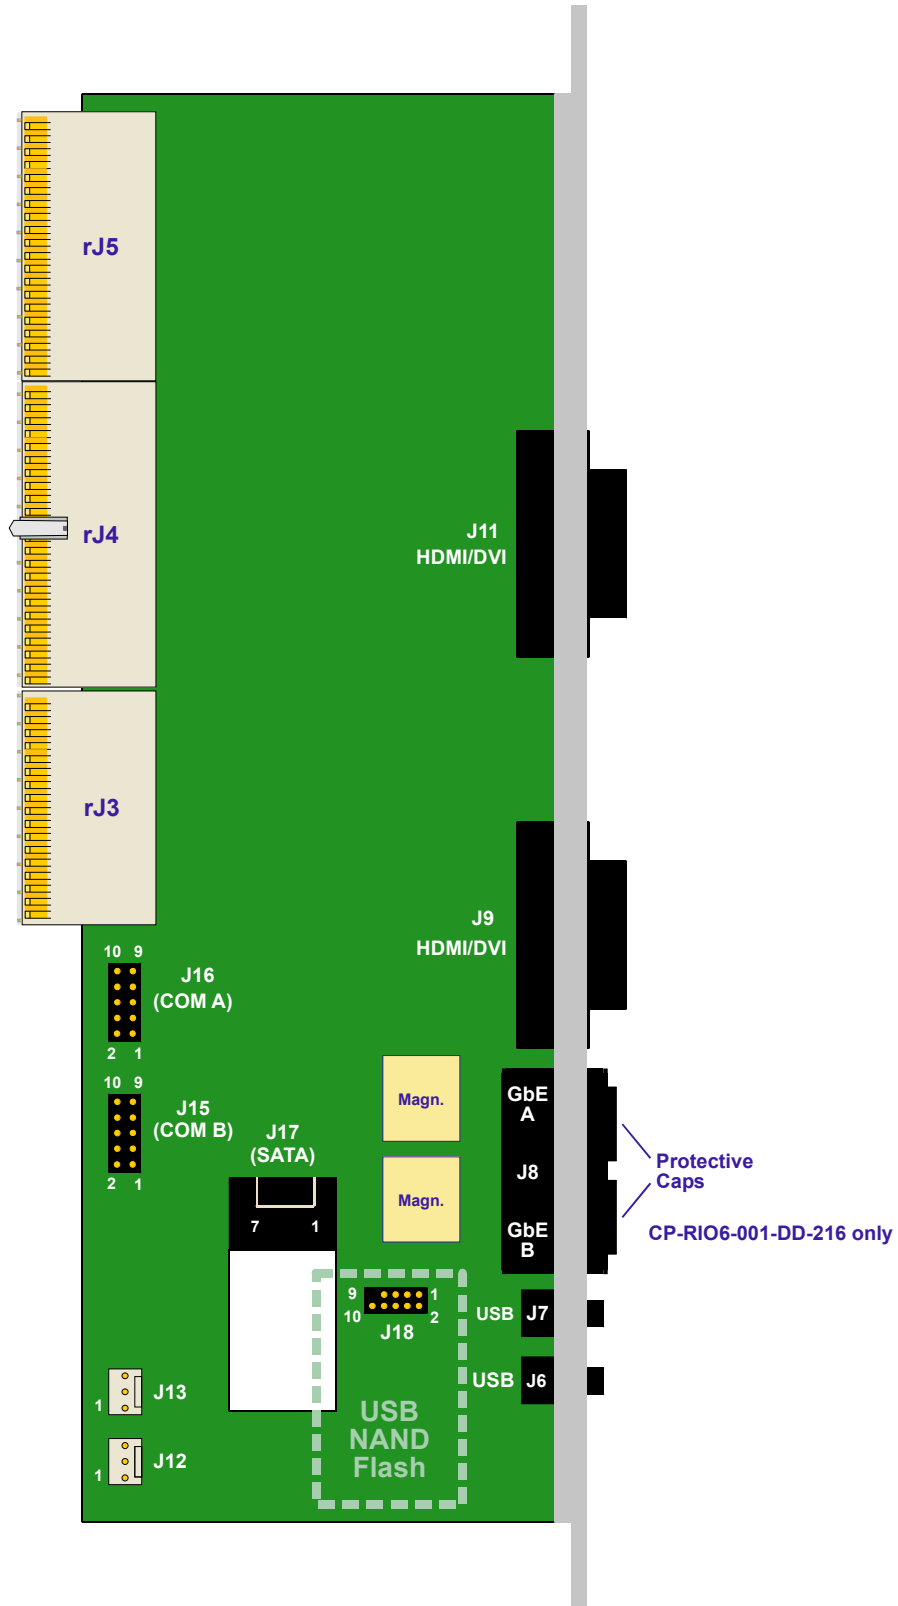 rJ5
rJ4
J11
HDMI/DVI
rJ3
J9
HDMI/DVI
10 9
J16
(COM A)
2 1
10 9
J15
(COM B)
2 1
J17
(SATA)
7 1
Magn.
Magn.
GbE
A
J8
GbE
B
Protective
Caps
CP-RIO6-001-DD-216 only
9 1
10 2
J18
USB J7
USB J6
USB
NAND
Flash
J13
1
J12
1